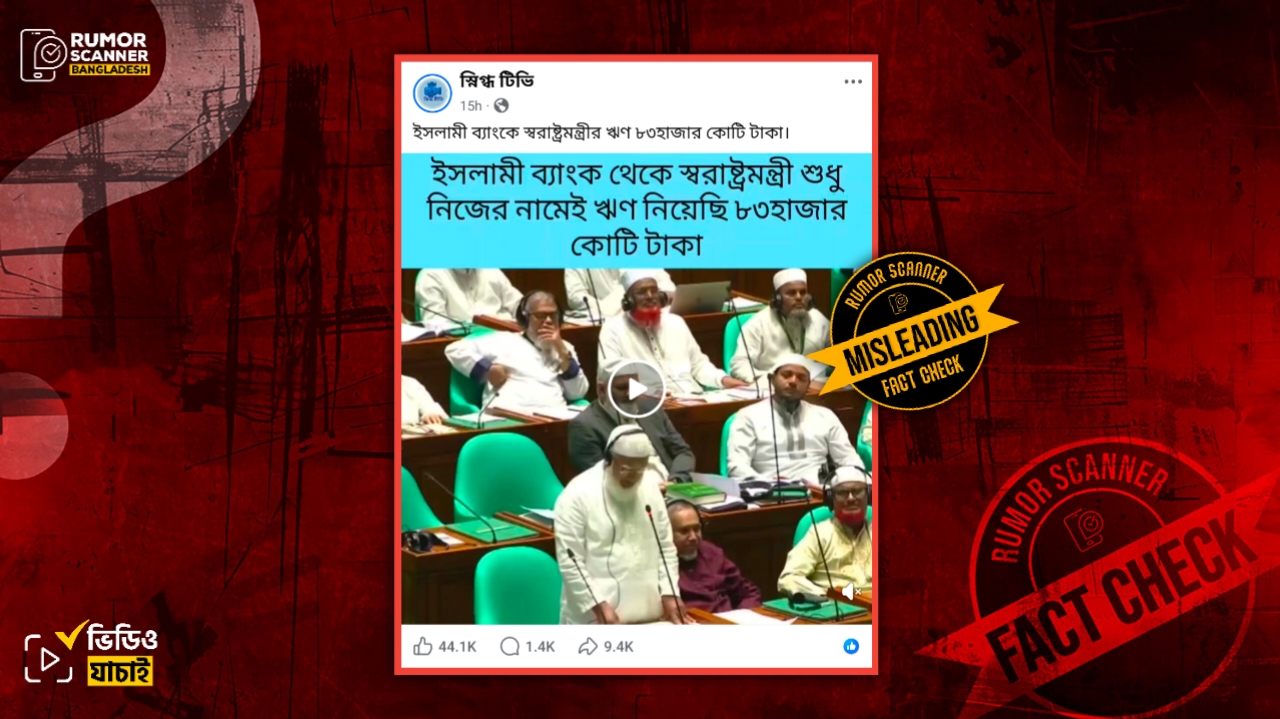 RUMOR
SCANNER
BANGLADESH
স্নিগ্ধ টিভি
15h
ইসলামী ব্যাংকে স্বরাষ্ট্রমন্ত্রীর ঋণ ৮৩হাজার কোটি টাকা।
ইসলামী ব্যাংক থেকে স্বরাষ্ট্রমন্ত্রী শুধু
নিজের নামেই ঋণ নিয়েছি ৮৩হাজার
কোটি টাকা
RUMOR SCANNER
MISLEADING
FACT CHECK
44.1K
1.4K
9.4K
RUMOR SCANNER
FACT CHECK
ভিডিও
যাচাই